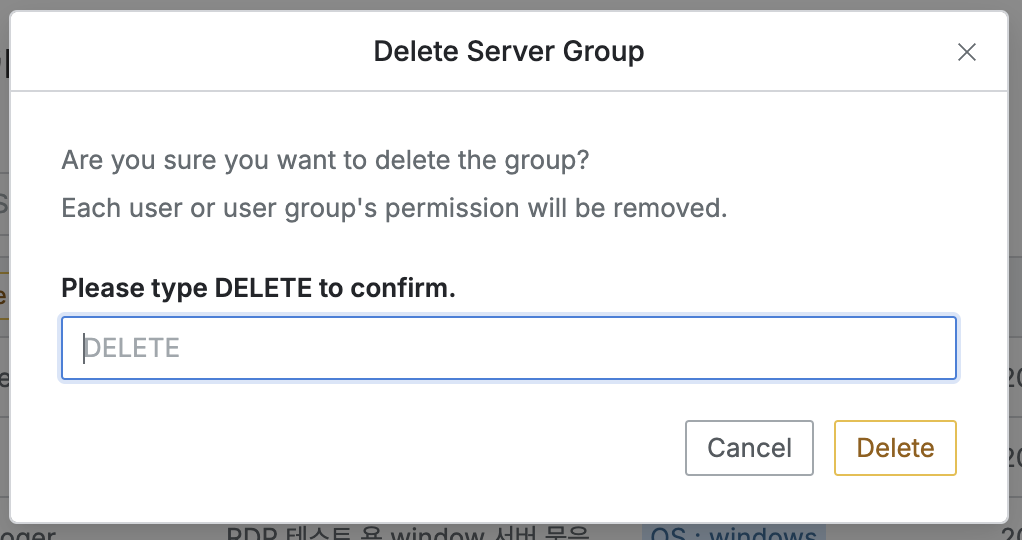 Delete Server Group
Are you sure you want to delete the group?
Each user or user group's permission will be removed.
Please type DELETE to confirm.
DELETE
Cancel
Delete
RDP 테스트 용 window 서버 묶음
OS : windows